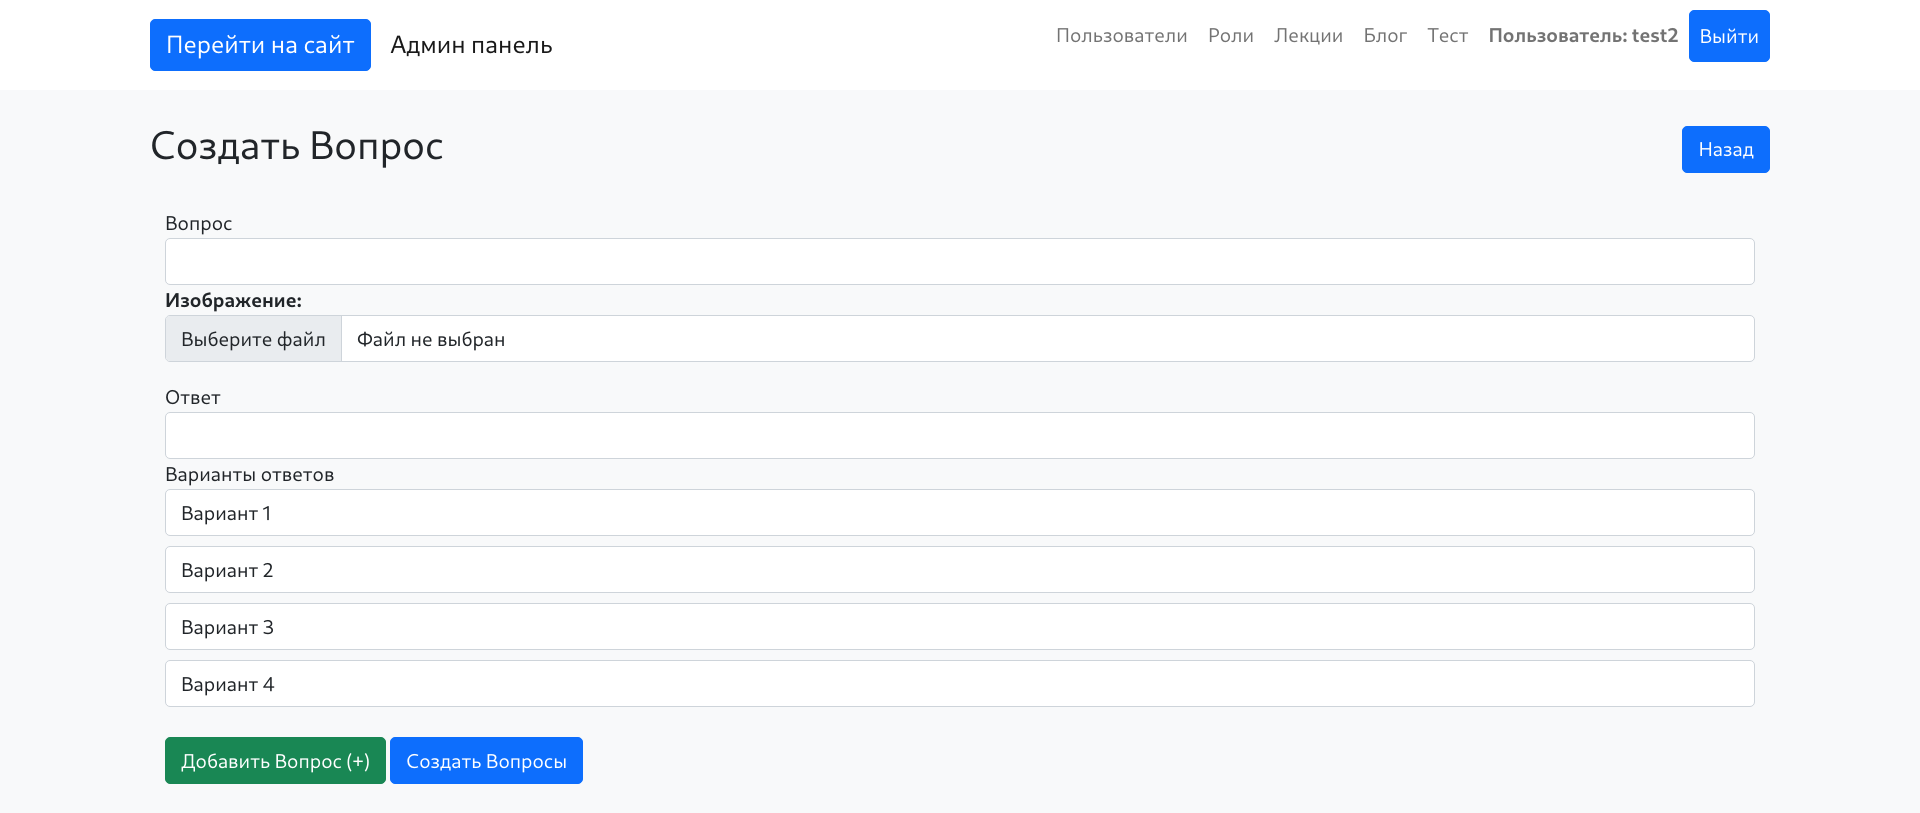 Перейти на сайт Админ панель Пользователи Роли Лекции Блог Тест Пользователь: test2 Выйти
Создать Вопрос Назад
Вопрос
Изображение:
Выберите файл Файл не выбран
Ответ
Варианты ответов
Вариант 1
Вариант 2
Вариант 3
Вариант 4
Добавить Вопрос (+) Создать Вопросы